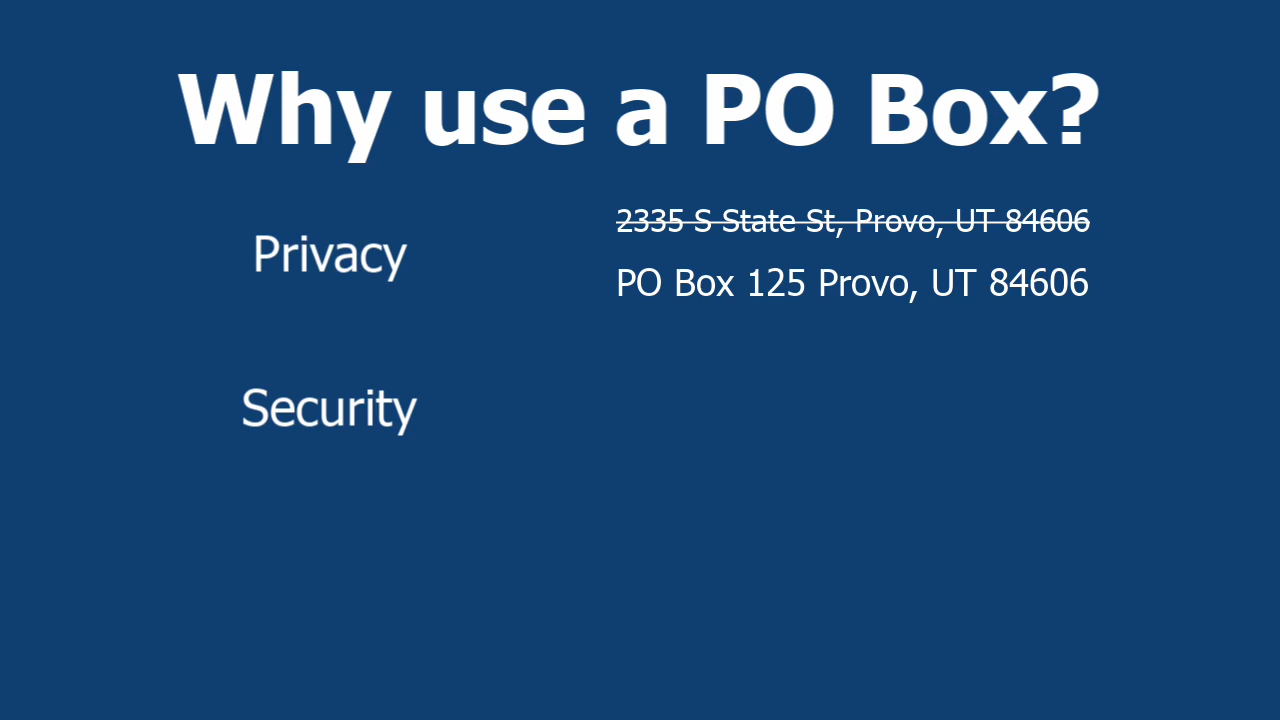 Why use a PO Box?
Privacy
2335 S State St, Provo, UT 84606
PO Box 125 Provo, UT 84606
Security